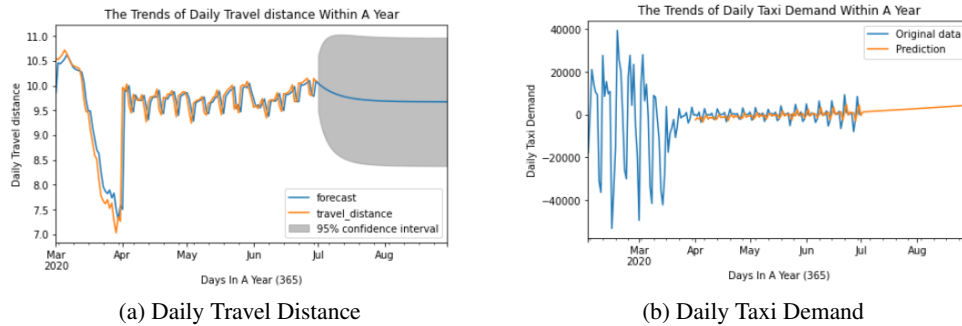 The Trends of Daily Travel distance Within A Year
Daily Travel distance
11.0
10.5
10.0
9.5
9.0
8.5
8.0
7.5
7.0
forecast
travel_distance
95% confidence interval
Mar Apr May Jun Jul Aug
2020
Days In A Year (365)
(a) Daily Travel Distance
The Trends of Daily Taxi Demand Within A Year
Daily Taxi Demand
40000
20000
0
−20000
−40000
Original data
Prediction
Mar Apr May Jun Jul Aug
2020
Days In A Year (365)
(b) Daily Taxi Demand